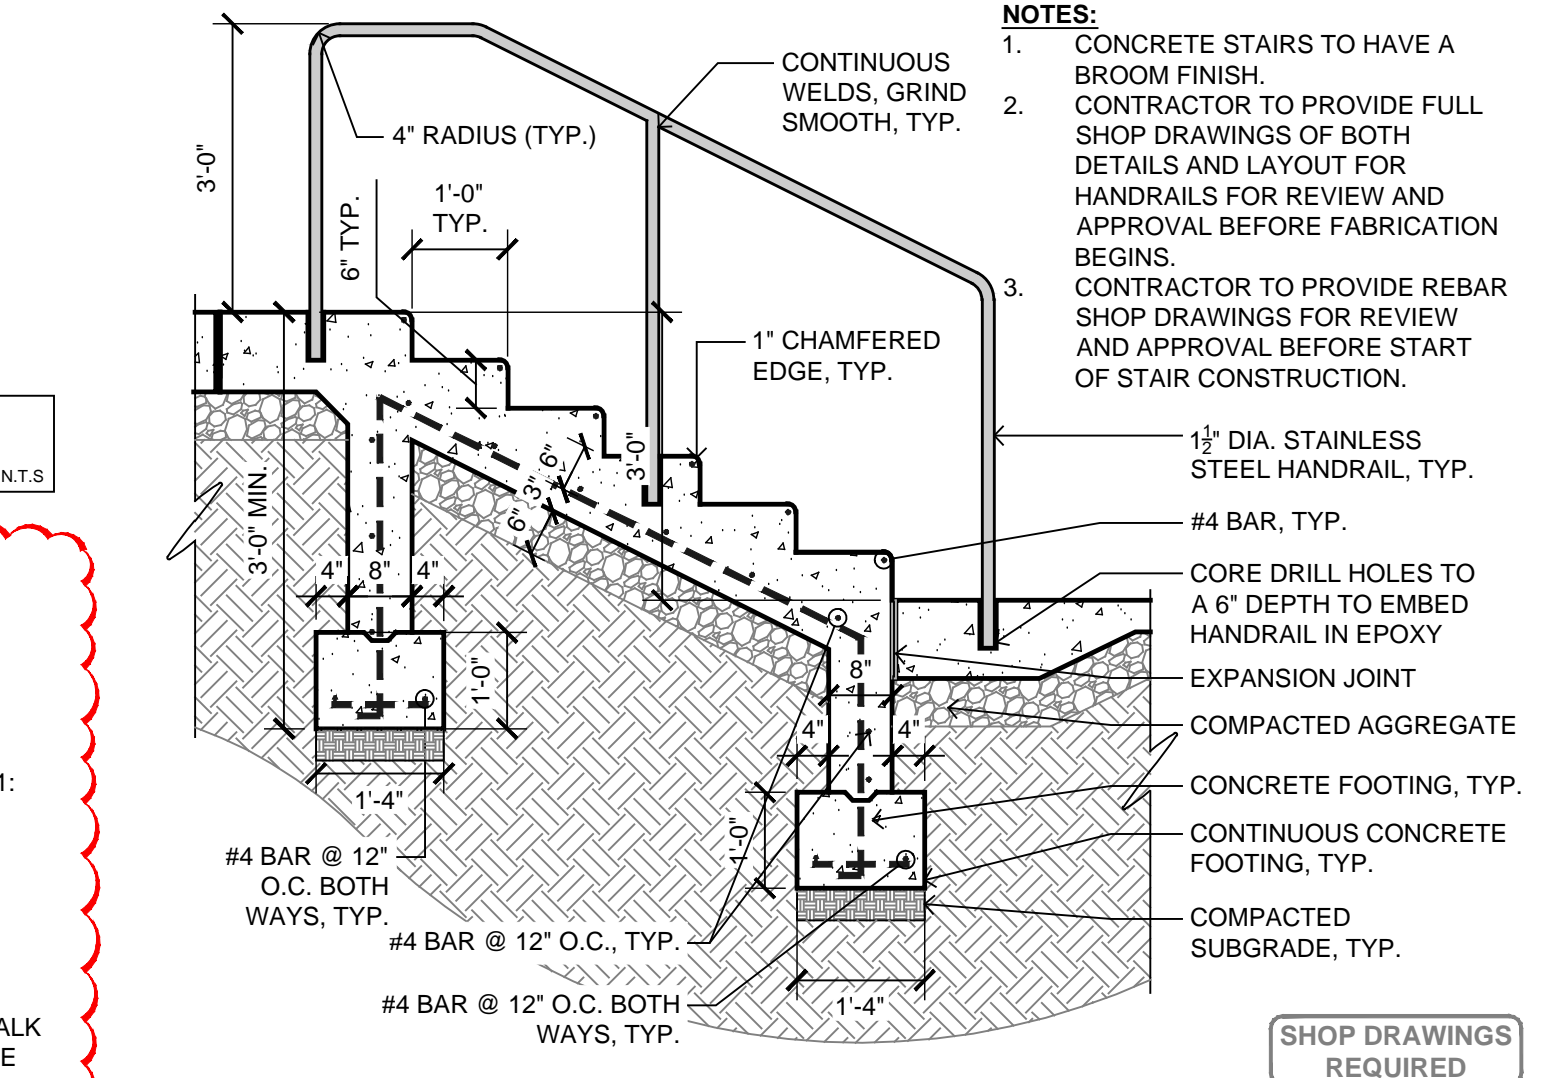 NOTES:
1. CONCRETE STAIRS TO HAVE A
BROOM FINISH.
2. CONTRACTOR TO PROVIDE FULL
SHOP DRAWINGS OF BOTH
DETAILS AND LAYOUT FOR
HANDRAILS FOR REVIEW AND
APPROVAL BEFORE FABRICATION
BEGINS.
3. CONTRACTOR TO PROVIDE REBAR
SHOP DRAWINGS FOR REVIEW
AND APPROVAL BEFORE START
OF STAIR CONSTRUCTION.
CONTINUOUS
WELDS, GRIND
SMOOTH, TYP.
4" RADIUS (TYP.)
3'-0"
6" TYP.
1'-0"
TYP.
1" CHAMFERED
EDGE, TYP.
3'-0"
6"
3"
6"
3'-0" MIN.
4"
8"
4"
1'-0"
1'-4"
8"
4"
4"
1'-0"
1'-4"
1½" DIA. STAINLESS
STEEL HANDRAIL, TYP.
#4 BAR, TYP.
CORE DRILL HOLES TO
A 6" DEPTH TO EMBED
HANDRAIL IN EPOXY
EXPANSION JOINT
COMPACTED AGGREGATE
CONCRETE FOOTING, TYP.
CONTINUOUS CONCRETE
FOOTING, TYP.
COMPACTED
SUBGRADE, TYP.
#4 BAR @ 12"
O.C. BOTH
WAYS, TYP.
#4 BAR @ 12" O.C., TYP.
#4 BAR @ 12" O.C. BOTH
WAYS, TYP.
SHOP DRAWINGS
REQUIRED
N.T.S
1:
ALK
E